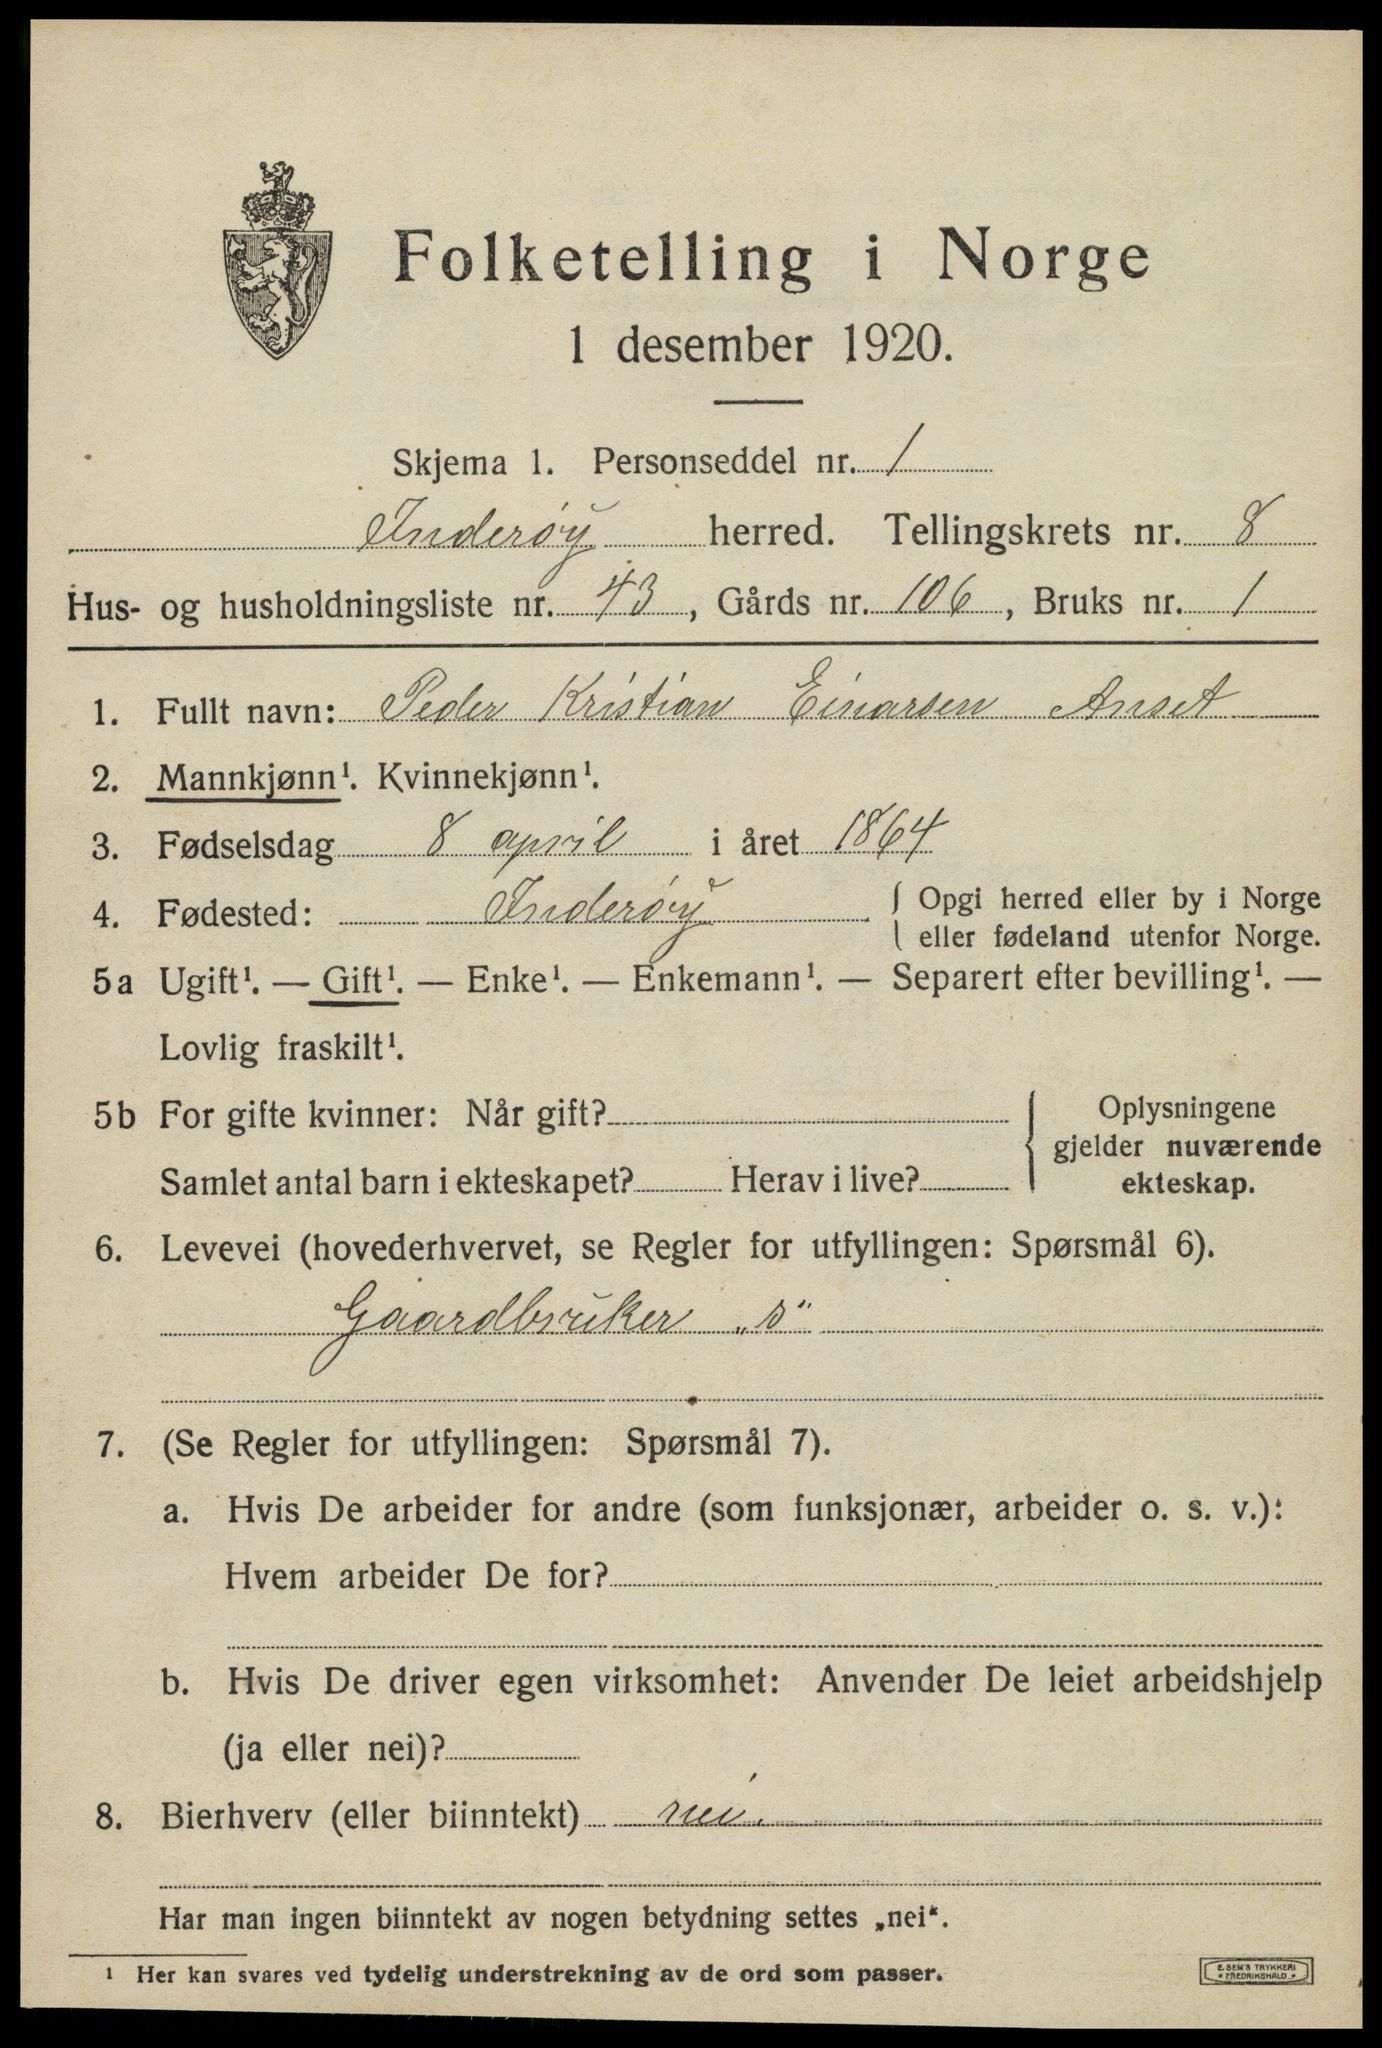 Folketelling i Norge
1 desember 1920.
Skjema 1. Personseddel nr. 1
Inderøy herred. Tellingskrets nr. 8
Hus- og husholdningsliste nr. 43, Gårds nr. 106, Bruks nr. 1
1. Fullt navn: Peder Kristian Einarsen Anset
2. Mannkjønn¹. Kvinnekjønn¹.
3. Fødselsdag 8 april i året 1864
4. Fødested: Inderøy { Opgi herred eller by i Norge
eller fødeland utenfor Norge.
5a Ugift¹. — Gift¹. — Enke¹. — Enkemann¹. — Separert efter bevilling¹. —
Lovlig fraskilt¹.
5b For gifte kvinner: Når gift?
Samlet antal barn i ekteskapet? Herav i live?
{ Oplysningene
gjelder nuværende
ekteskap.
6. Levevei (hovederhvervet, se Regler for utfyllingen: Spørsmål 6).
Gaardbruker „s"
7. (Se Regler for utfyllingen: Spørsmål 7).
a. Hvis De arbeider for andre (som funksjonær, arbeider o. s. v.):
Hvem arbeider De for?
b. Hvis De driver egen virksomhet: Anvender De leiet arbeidshjelp
(ja eller nei)?
8. Bierhverv (eller biinntekt) nei.
Har man ingen biinntekt av nogen betydning settes „nei".
¹ Her kan svares ved tydelig understrekning av de ord som passer.
E. SEM'S TRYKKERI
* FREDRIKSHALD *